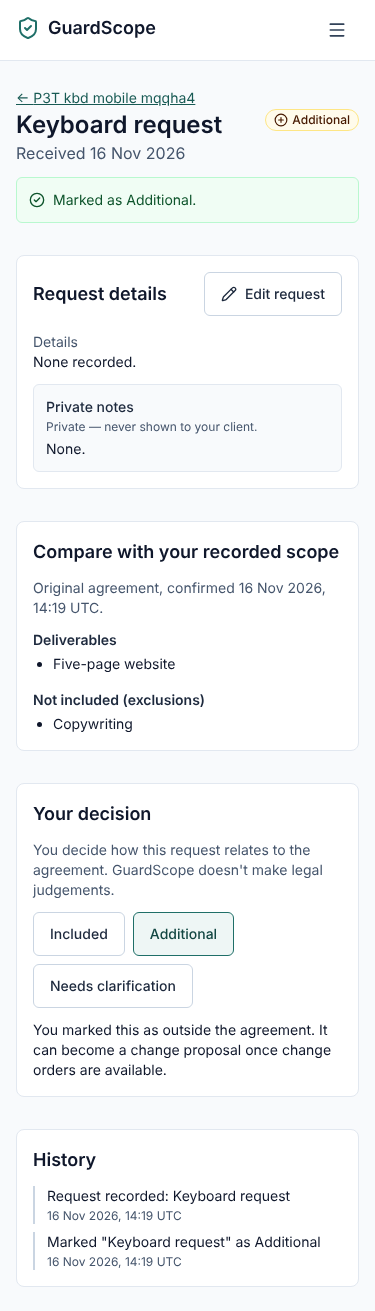 GuardScope
← P3T kbd mobile mqqha4
Keyboard request
Additional
Received 16 Nov 2026
Marked as Additional.
Request details
Edit request
Details
None recorded.
Private notes
Private — never shown to your client.
None.
Compare with your recorded scope
Original agreement, confirmed 16 Nov 2026,
14:19 UTC.
Deliverables
• Five-page website
Not included (exclusions)
• Copywriting
Your decision
You decide how this request relates to the
agreement. GuardScope doesn't make legal
judgements.
Included
Additional
Needs clarification
You marked this as outside the agreement. It
can become a change proposal once change
orders are available.
History
Request recorded: Keyboard request
16 Nov 2026, 14:19 UTC
Marked "Keyboard request" as Additional
16 Nov 2026, 14:19 UTC